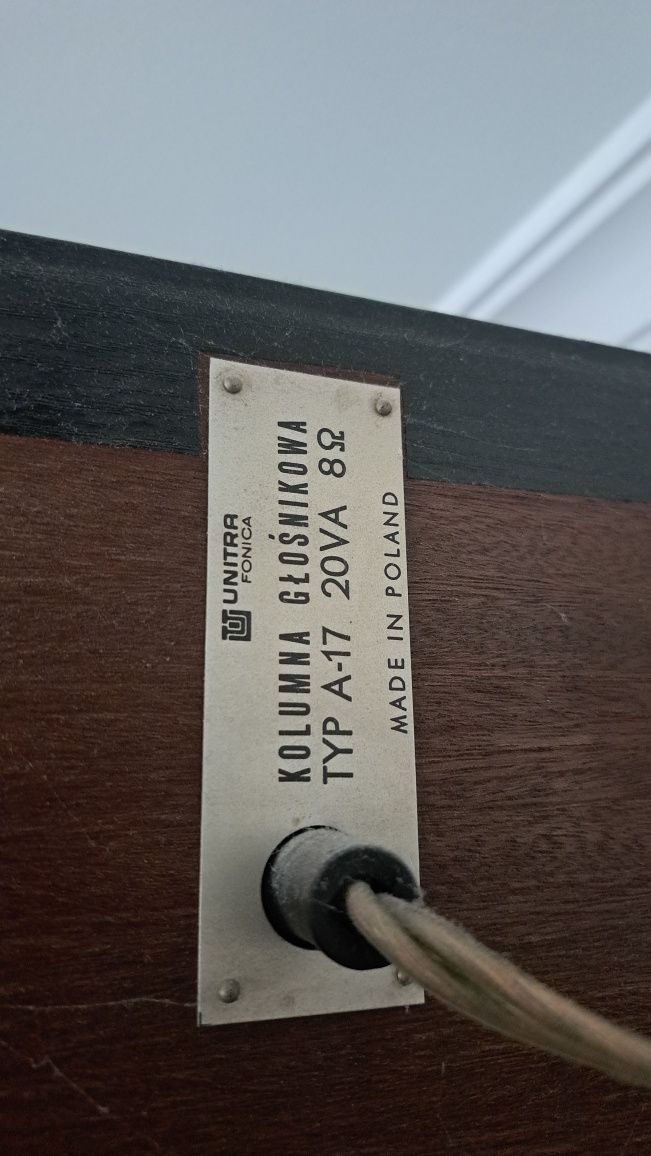 UNITRA
FONICA
KOLUMNA GŁOŚNIKOWA
TYP A-17 20VA 8Ω
MADE IN POLAND